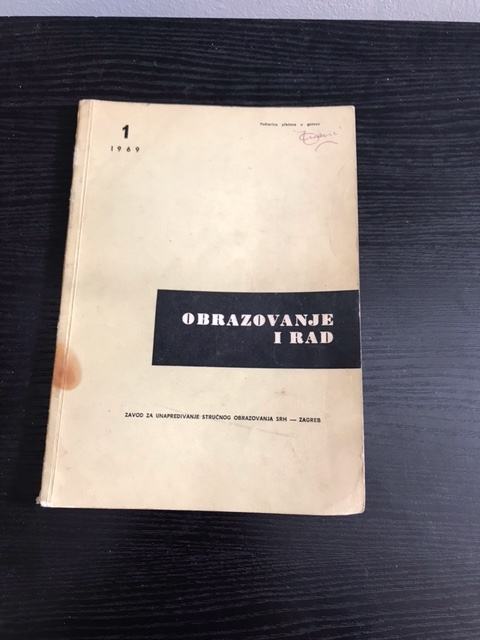 1
1969
Poštarina plaćena u gotovu
OBRAZOVANJE
I RAD
ZAVOD ZA UNAPREĐIVANJE STRUČNOG OBRAZOVANJA SRH — ZAGREB